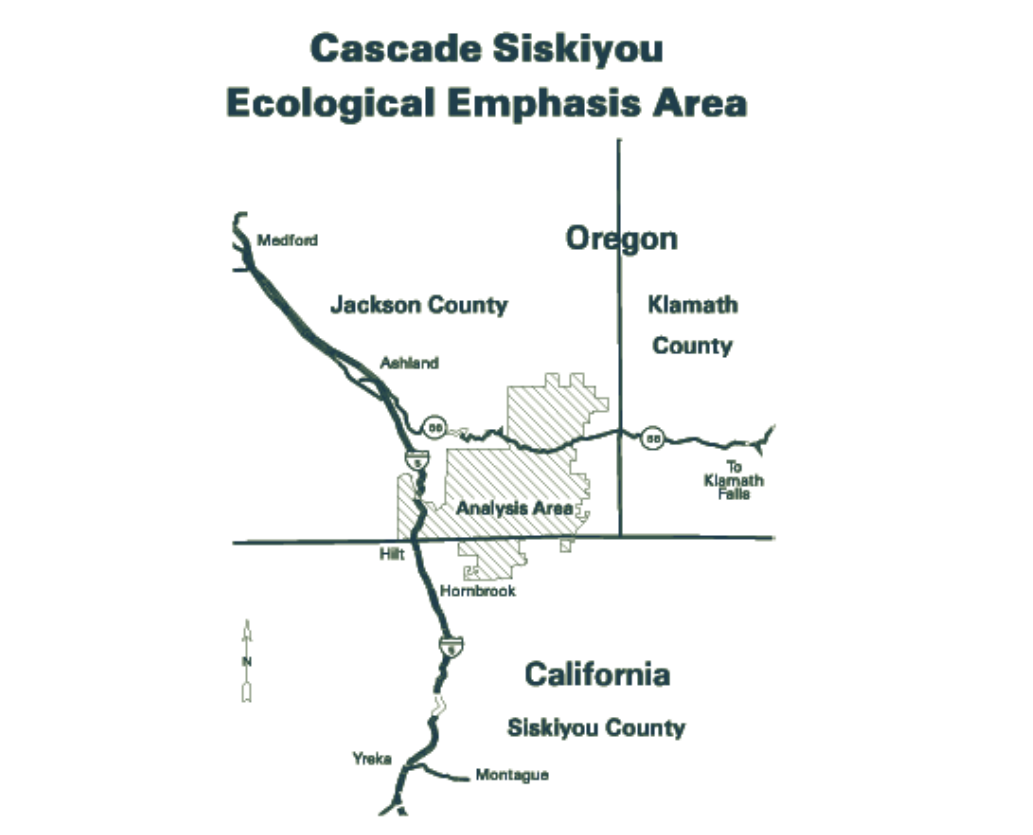 Cascade Siskiyou
Ecological Emphasis Area
Oregon
Medford
Jackson County
Klamath
County
Ashland
66
66
5
To
Klamath
Falls
Analysis Area
Hilt
Hornbrook
N
5
California
Siskiyou County
Yreka
Montague